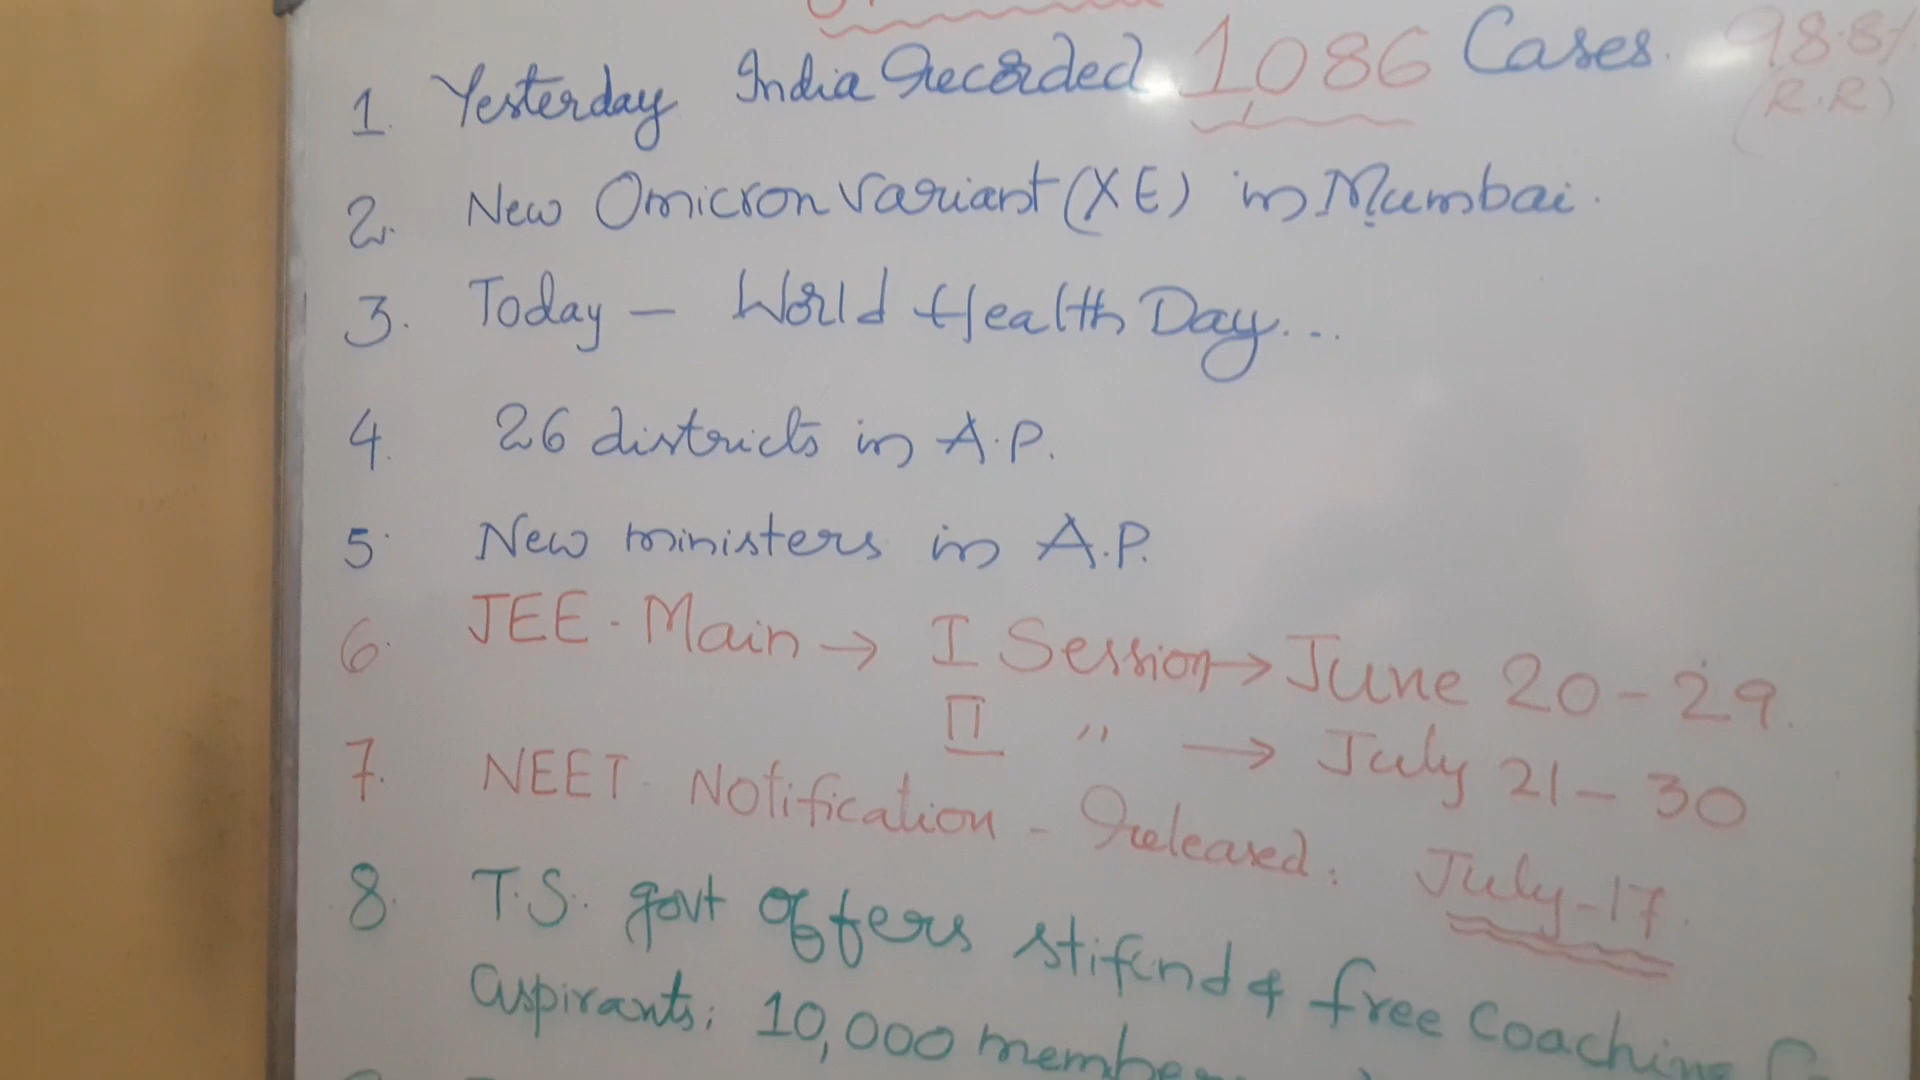 1. Yesterday India Recorded 1086 Cases. 98.8%
(R.R)
2. New Omicron Variant (XE) in Mumbai.
3. Today - World Health Day...
4. 26 districts in A.P.
5. New ministers in A.P.
6. JEE-Main → I Session → June 20-29.
II " → July 21-30
7. NEET Notification - Released: July-17.
8. T.S. govt offers stifend & free coaching
aspirants; 10,000